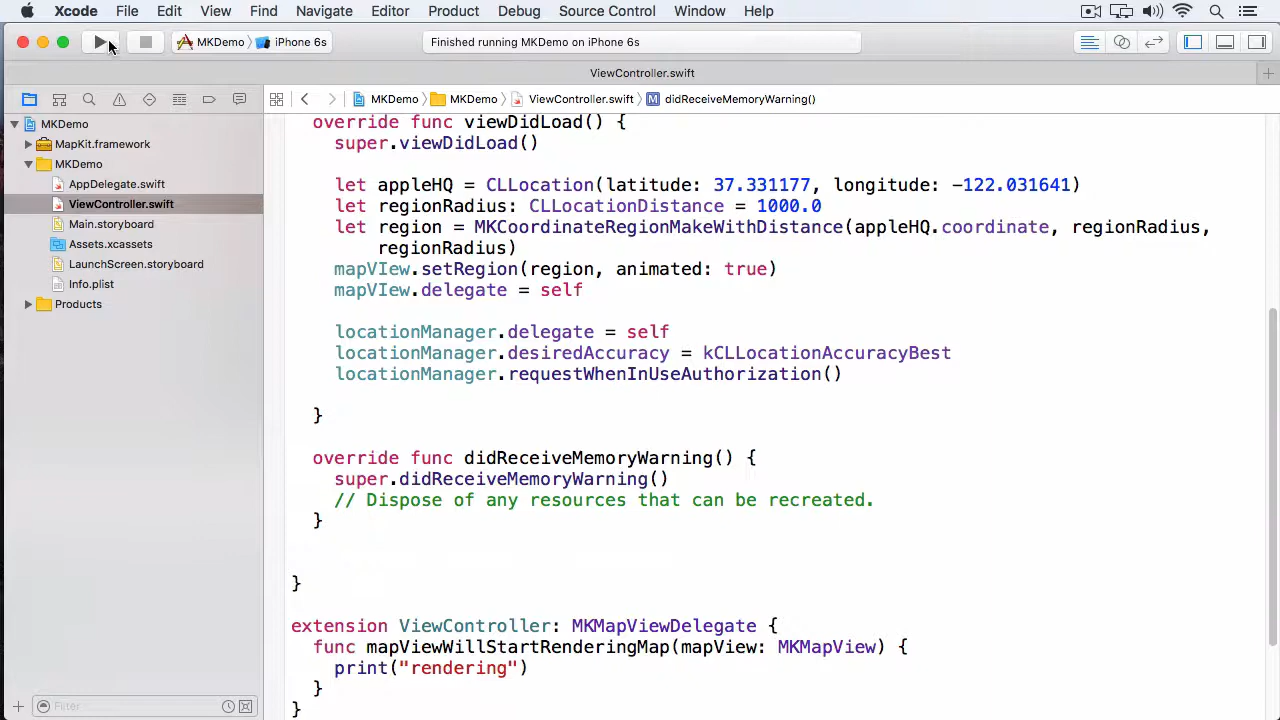 Xcode File Edit View Find Navigate Editor Product Debug Source Control Window Help
MKDemo iPhone 6s Finished running MKDemo on iPhone 6s
ViewController.swift
MKDemo MKDemo ViewController.swift M didReceiveMemoryWarning()
MKDemo
MapKit.framework
MKDemo
AppDelegate.swift
ViewController.swift
Main.storyboard
Assets.xcassets
LaunchScreen.storyboard
Info.plist
Products
Filter
override func viewDidLoad() {
super.viewDidLoad()
let appleHQ = CLLocation(latitude: 37.331177, longitude: -122.031641)
let regionRadius: CLLocationDistance = 1000.0
let region = MKCoordinateRegionMakeWithDistance(appleHQ.coordinate, regionRadius,
regionRadius)
mapVIew.setRegion(region, animated: true)
mapVIew.delegate = self
locationManager.delegate = self
locationManager.desiredAccuracy = kCLLocationAccuracyBest
locationManager.requestWhenInUseAuthorization()
}
override func didReceiveMemoryWarning() {
super.didReceiveMemoryWarning()
// Dispose of any resources that can be recreated.
}
}
extension ViewController: MKMapViewDelegate {
func mapViewWillStartRenderingMap(mapView: MKMapView) {
print("rendering")
}
}